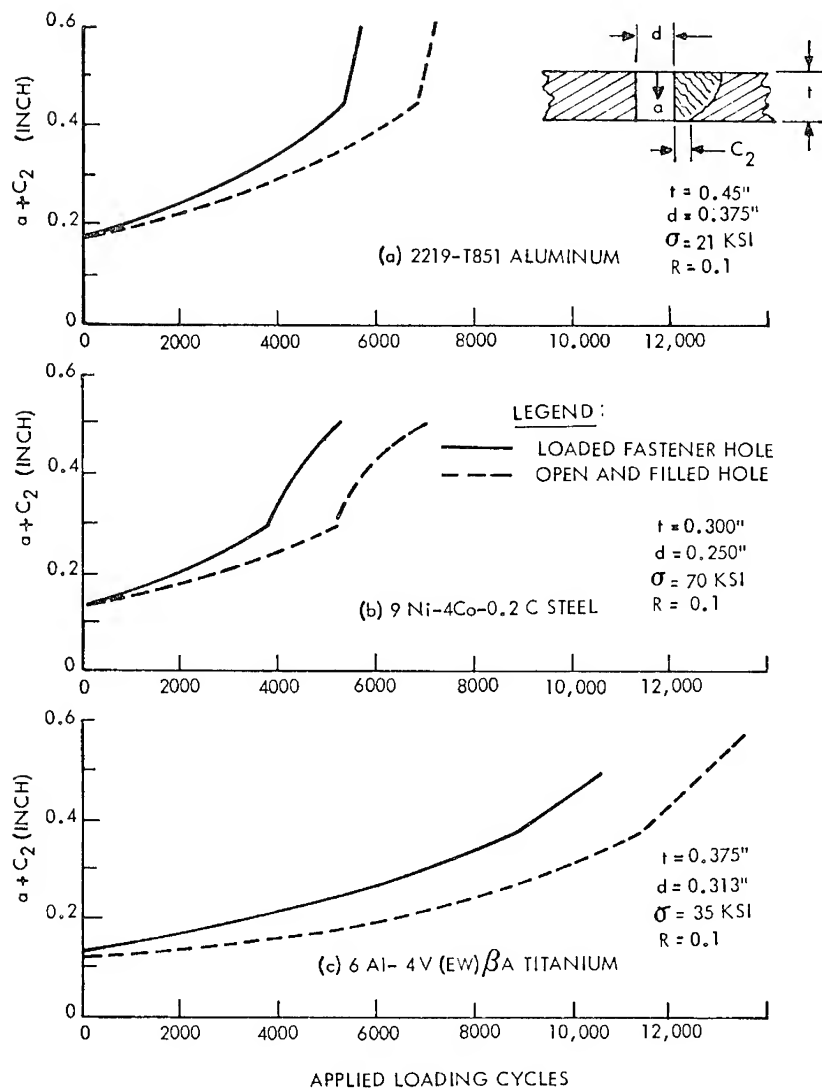 0.6
0.4
0.2
0
a + C2 (INCH)
d
a
t
C2
t = 0.45"
d = 0.375"
σ = 21 KSI
R = 0.1
(a) 2219-T851 ALUMINUM
0 2000 4000 6000 8000 10,000 12,000
0.6
0.4
0.2
0
a + C2 (INCH)
LEGEND :
LOADED FASTENER HOLE
OPEN AND FILLED HOLE
t = 0.300"
d = 0.250"
σ = 70 KSI
R = 0.1
(b) 9 Ni-4Co-0.2 C STEEL
0 2000 4000 6000 8000 10,000 12,000
0.6
0.4
0.2
0
a + C2 (INCH)
t = 0.375"
d = 0.313"
σ = 35 KSI
R = 0.1
(c) 6 Al- 4V (EW) βA TITANIUM
0 2000 4000 6000 8000 10,000 12,000
APPLIED LOADING CYCLES